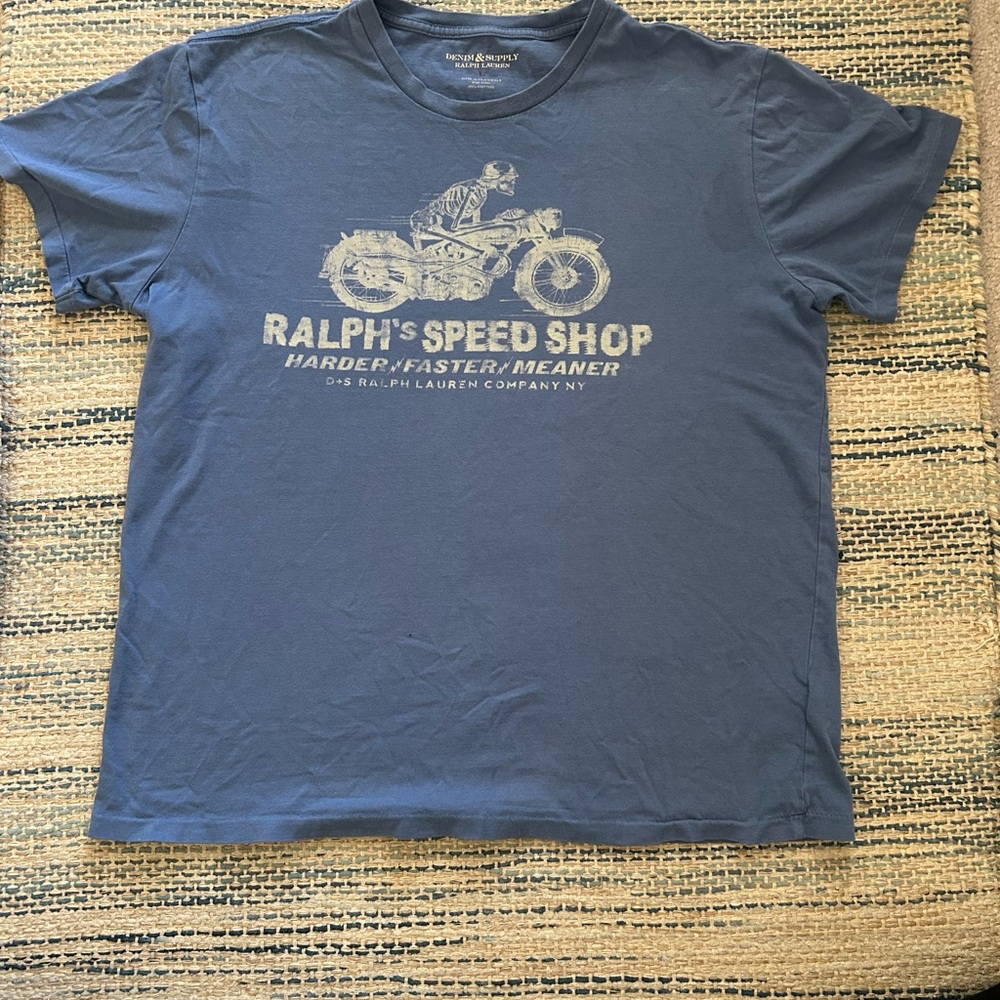 DENIM & SUPPLY
RALPH LAUREN
RALPH's SPEED SHOP
HARDER FASTER MEANER
D+S RALPH LAUREN COMPANY NY